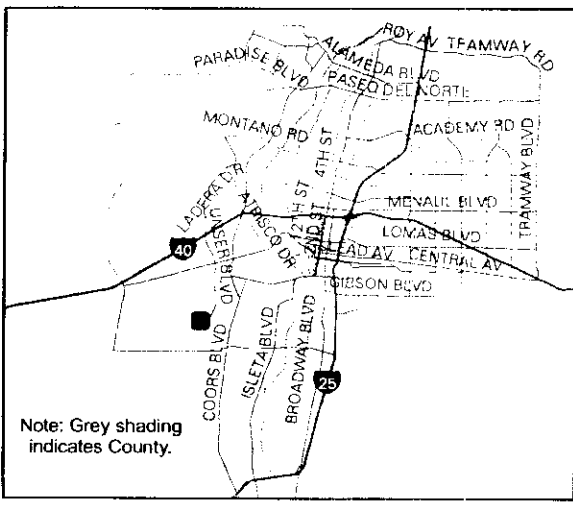 ROY AV TRAMWAY RD
ALAMEDA BLVD
PARADISE BLVD
PASEO DEL NORTE
MONTANO RD
ACADEMY RD
4TH ST
TRAMWAY BLVD
LADERA DR
12TH ST
MENAUL BLVD
UNSER BLVD
ATRISCO DR
2ND ST
LOMAS BLVD
40
LEAD AV
CENTRAL AV
GIBSON BLVD
COORS BLVD
ISLETA BLVD
BROADWAY BLVD
25
Note: Grey shading
indicates County.